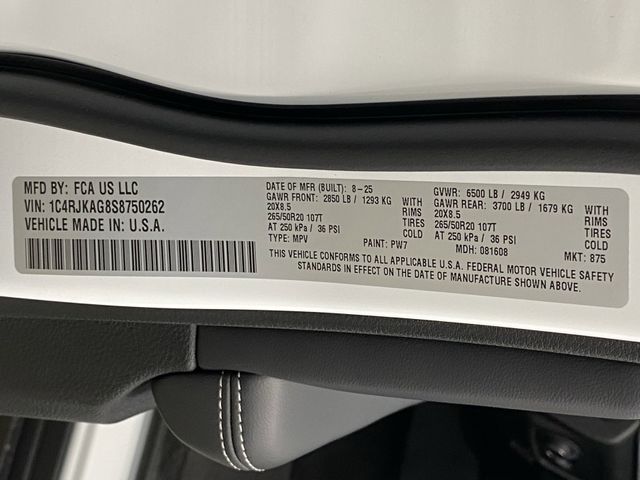 MFD BY: FCA US LLC
VIN: 1C4RJKAG8S8750262
VEHICLE MADE IN: U.S.A.
DATE OF MFR (BUILT): 8-25
GAWR FRONT: 2850 LB / 1293 KG WITH
20X8.5 RIMS
265/50R20 107T TIRES
AT 250 kPa / 36 PSI COLD
TYPE: MPV PAINT: PW7
GVWR: 6500 LB / 2949 KG
GAWR REAR: 3700 LB / 1679 KG WITH
20X8.5 RIMS
265/50R20 107T TIRES
AT 250 kPa / 36 PSI COLD
MDH: 081608 MKT: 875
THIS VEHICLE CONFORMS TO ALL APPLICABLE U.S.A. FEDERAL MOTOR VEHICLE SAFETY
STANDARDS IN EFFECT ON THE DATE OF MANUFACTURE SHOWN ABOVE.